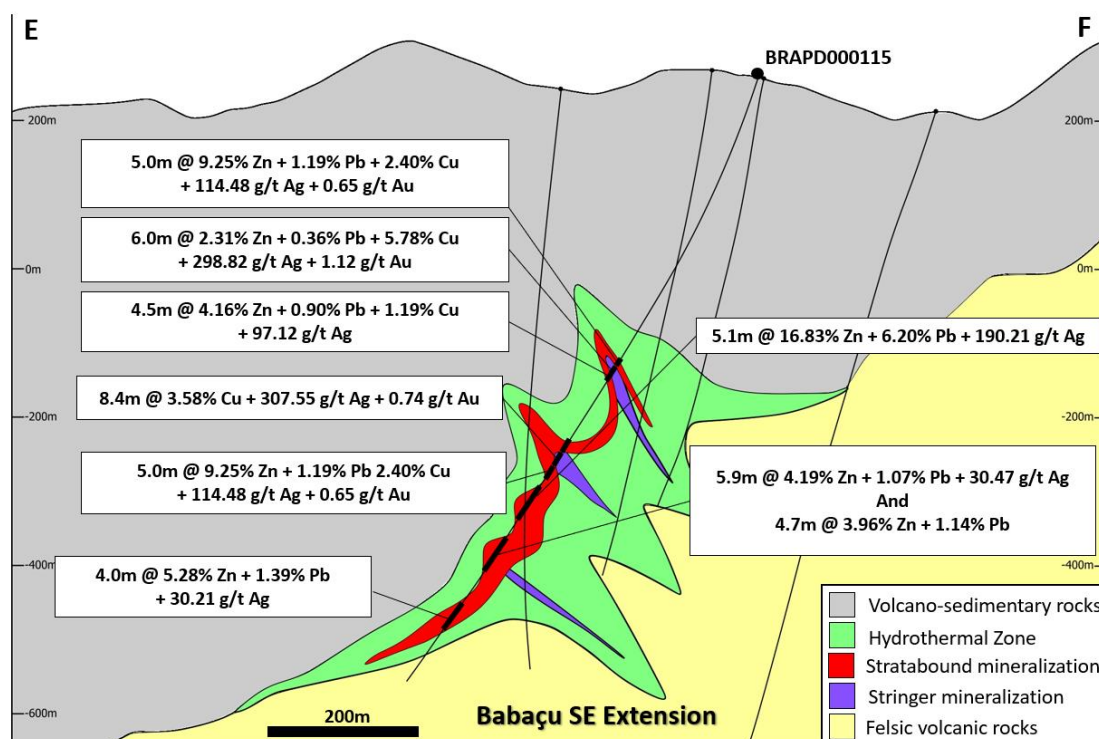 E
F
BRAPD000115
200m
200m
5.0m @ 9.25% Zn + 1.19% Pb + 2.40% Cu
+ 114.48 g/t Ag + 0.65 g/t Au
6.0m @ 2.31% Zn + 0.36% Pb + 5.78% Cu
+ 298.82 g/t Ag + 1.12 g/t Au
0m
0m
4.5m @ 4.16% Zn + 0.90% Pb + 1.19% Cu
+ 97.12 g/t Ag
5.1m @ 16.83% Zn + 6.20% Pb + 190.21 g/t Ag
8.4m @ 3.58% Cu + 307.55 g/t Ag + 0.74 g/t Au
-200m
-200m
5.0m @ 9.25% Zn + 1.19% Pb 2.40% Cu
+ 114.48 g/t Ag + 0.65 g/t Au
5.9m @ 4.19% Zn + 1.07% Pb + 30.47 g/t Ag
And
4.7m @ 3.96% Zn + 1.14% Pb
-400m
-400m
4.0m @ 5.28% Zn + 1.39% Pb
+ 30.21 g/t Ag
Volcano-sedimentary rocks
Hydrothermal Zone
Stratabound mineralization
Stringer mineralization
Felsic volcanic rocks
-600m
200m
Babaçu SE Extension